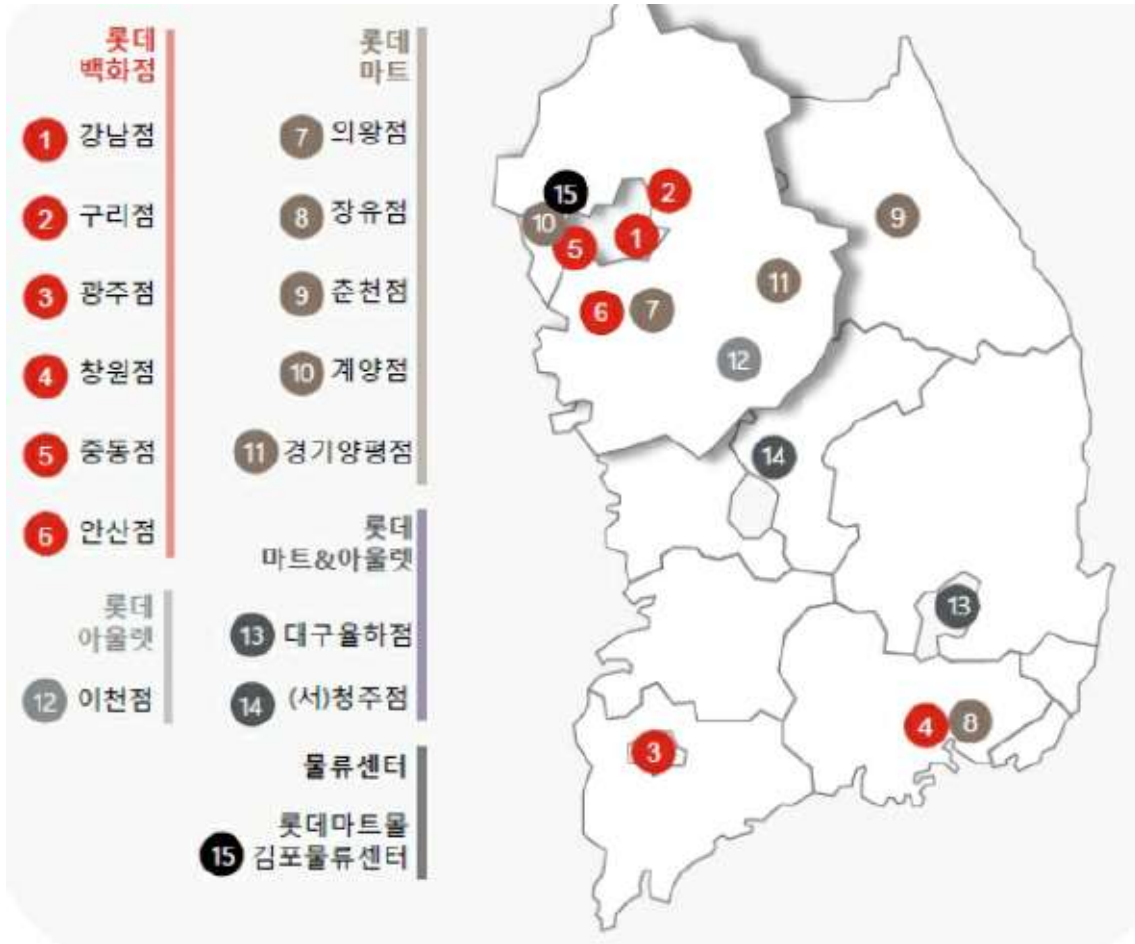 롯데
백화점
1 강남점
2 구리점
3 광주점
4 창원점
5 중동점
6 안산점
롯데
아울렛
12 이천점
롯데
마트
7 의왕점
8 장유점
9 춘천점
10 계양점
11 경기양평점
롯데
마트&아울렛
13 대구율하점
14 (서)청주점
물류센터
롯데마트몰
15 김포물류센터
15
2
10
5
1
9
11
6
7
12
14
13
4
8
3